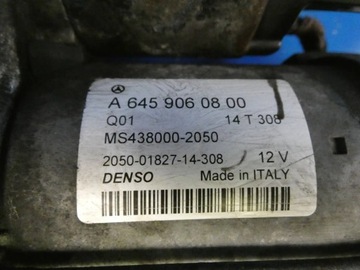 A 645 906 08 00
Q01 14 T 308
MS438000-2050
2050-01827-14-308 12 V
DENSO Made in ITALY